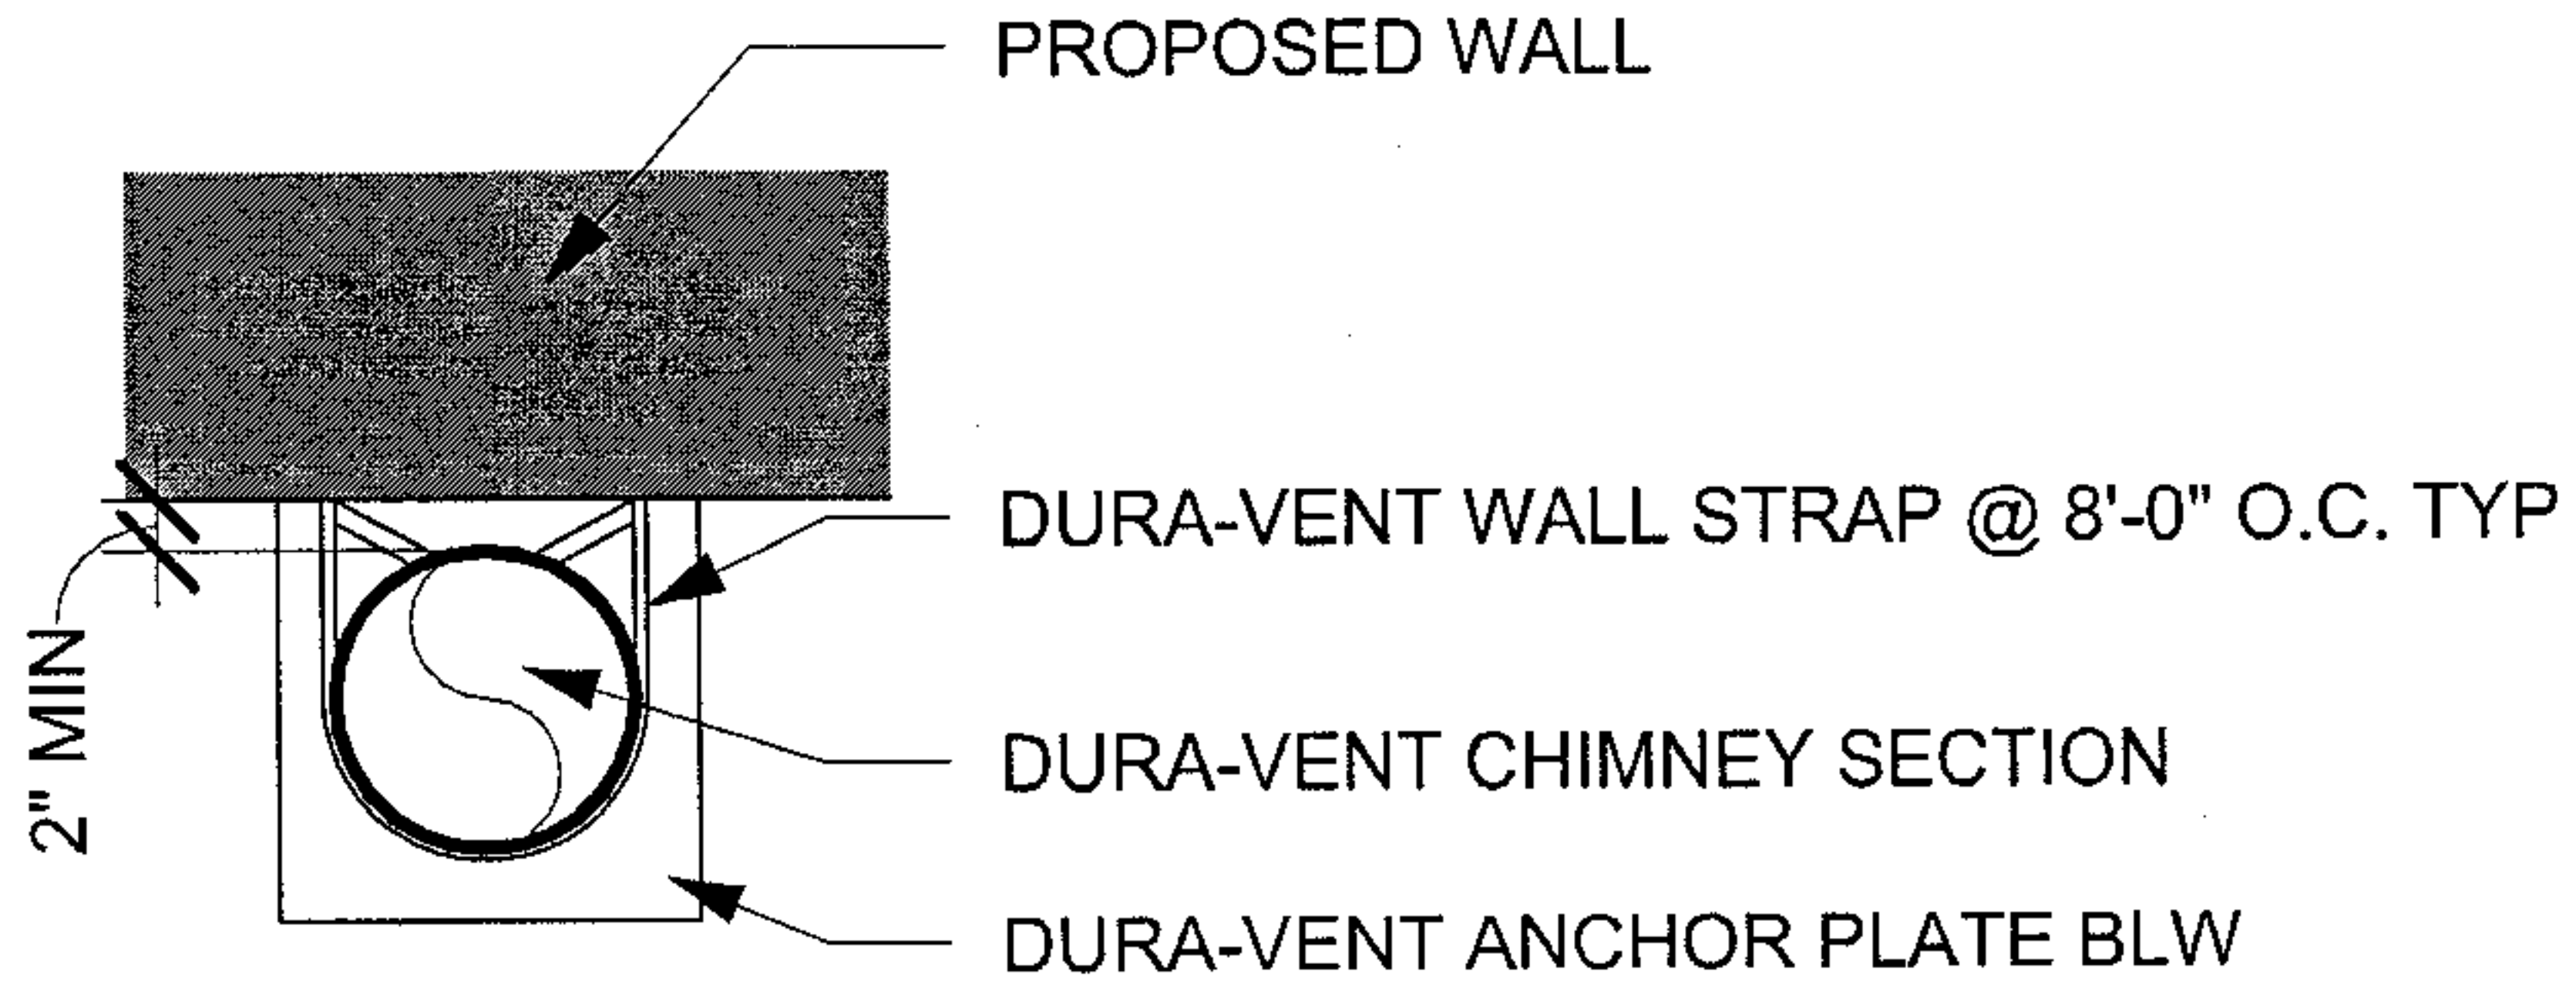 PROPOSED WALL
DURA-VENT WALL STRAP @ 8'-0" O.C. TYP
2" MIN
DURA-VENT CHIMNEY SECTION
DURA-VENT ANCHOR PLATE BLW